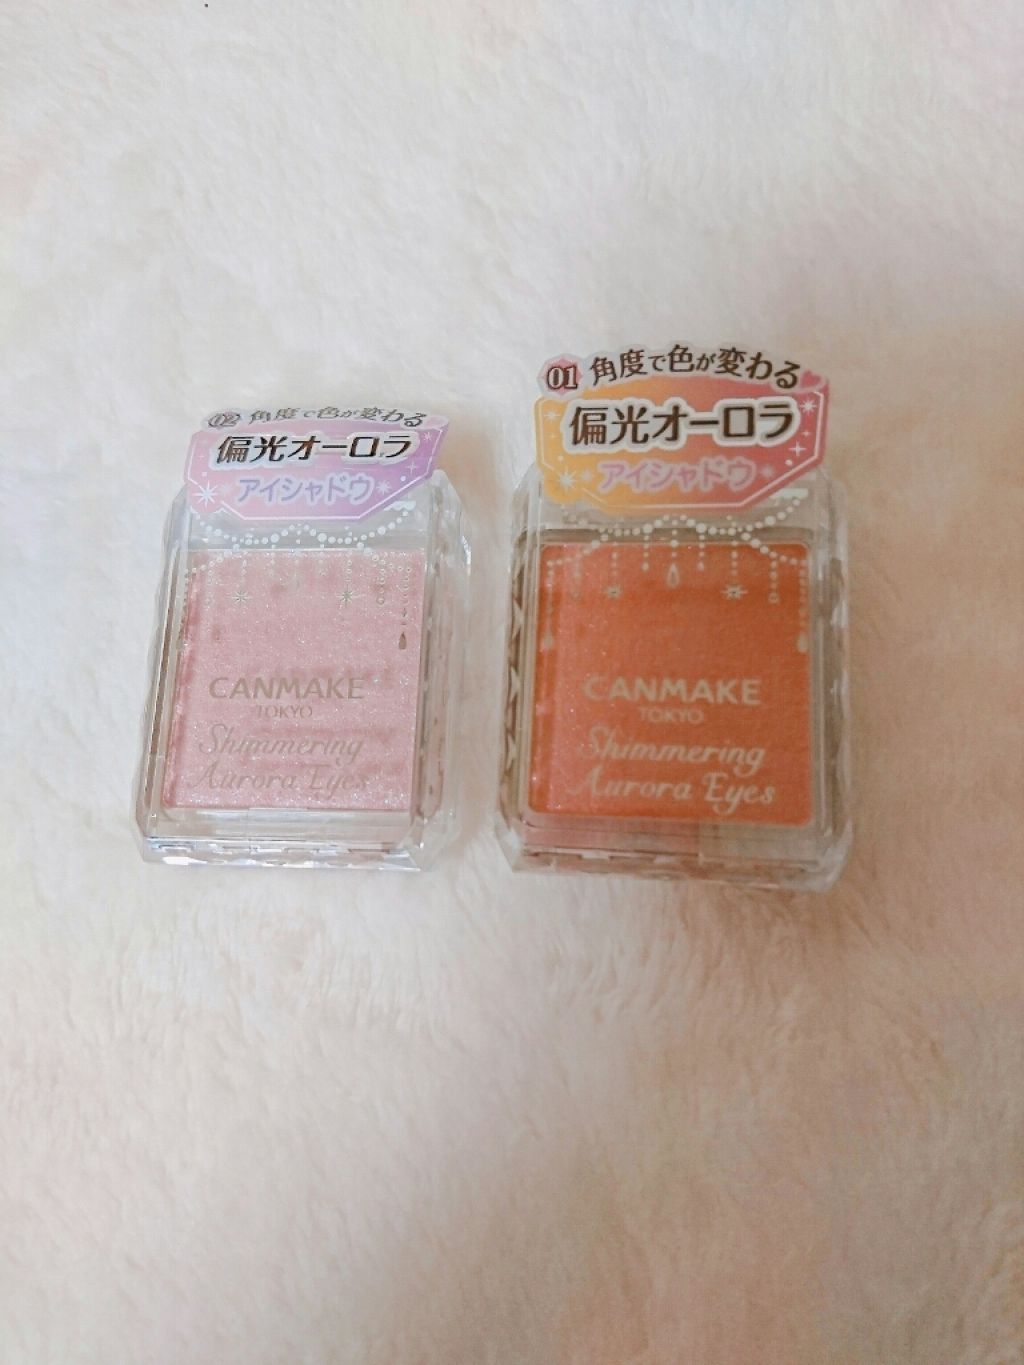 02 角度で色が変わる
偏光オーロラ
アイシャドウ
CANMAKE
TOKYO
Shimmering
Aurora Eyes
01 角度で色が変わる
偏光オーロラ
アイシャドウ
CANMAKE
TOKYO
Shimmering
Aurora Eyes